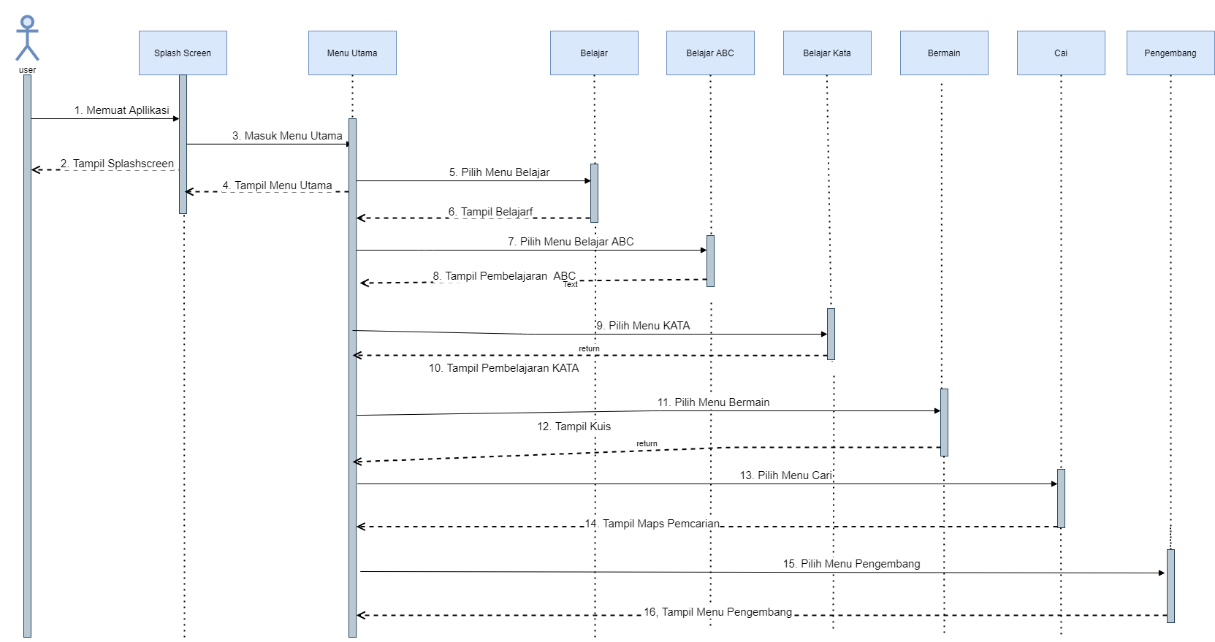 user
Splash Screen
Menu Utama
Belajar
Belajar ABC
Belajar Kata
Bermain
Cai
Pengembang
1. Memuat Apllikasi
3. Masuk Menu Utama
2. Tampil Splashscreen
5. Pilih Menu Belajar
4. Tampil Menu Utama
6. Tampil Belajarf
7. Pilih Menu Belajar ABC
8. Tampil Pembelajaran ABC
Text
9. Pilih Menu KATA
return
10. Tampil Pembelajaran KATA
11. Pilih Menu Bermain
12. Tampil Kuis
return
13. Pilih Menu Cari
14. Tampil Maps Pemcarian
15. Pilih Menu Pengembang
16, Tampil Menu Pengembang